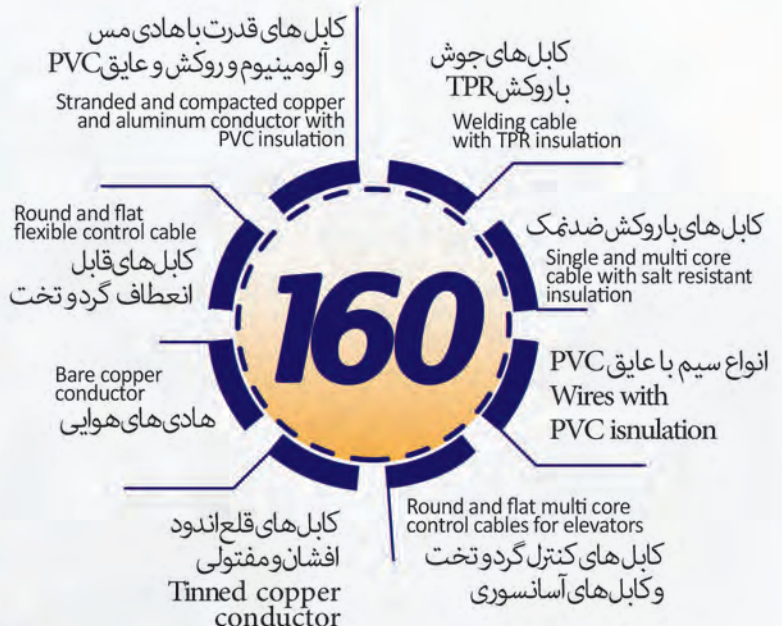 کابل های قدرت با هادی مس
و آلومینیوم و روکش و عایق PVC
Stranded and compacted copper
and aluminum conductor with
PVC insulation
کابل های جوش
با روکش TPR
Welding cable
with TPR insulation
Round and flat
flexible control cable
کابل های قابل
انعطاف گرد و تخت
کابل های با روکش ضد نمک
Single and multi core
cable with salt resistant
insulation
160
Bare copper
conductor
هادی های هوایی
انواع سیم با عایق PVC
Wires with
PVC isnulation
کابل های قلع اندود
افشان و مفتولی
Tinned copper
conductor
Round and flat multi core
control cables for elevators
کابل های کنترل گرد و تخت
و کابل های آسانسوری